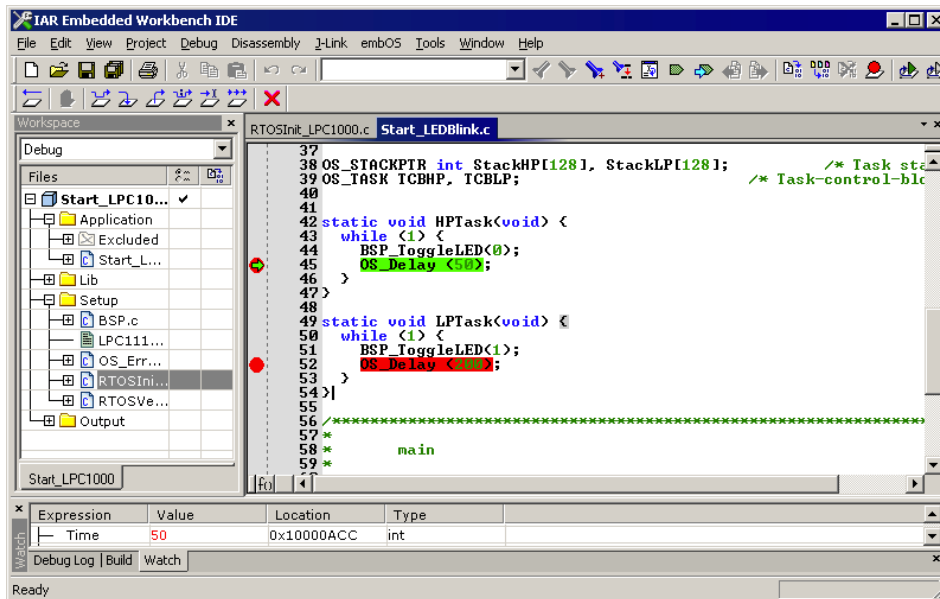 IAR Embedded Workbench IDE
File Edit View Project Debug Disassembly J-Link embOS Tools Window Help
Workspace
Debug
Files
Start_LPC10...
Application
Excluded
Start_L...
Lib
Setup
BSP.c
LPC111...
OS_Err...
RTOSIni...
RTOSVe...
Output
Start_LPC1000
RTOSInit_LPC1000.c Start_LEDBlink.c
37
38 OS_STACKPTR int StackHP[128], StackLP[128]; /* Task sta
39 OS_TASK TCBHP, TCBLP; /* Task-control-blo
40
41
42 static void HPTask(void) {
43 while (1) {
44 BSP_ToggleLED(0);
45 OS_Delay (50);
46 }
47 }
48
49 static void LPTask(void) {
50 while (1) {
51 BSP_ToggleLED(1);
52 OS_Delay (200);
53 }
54 }
55
56 /*********************************************************************
57 *
58 * main
59 *
fo
Expression Value Location Type
Time 50 0x10000ACC int
Watch
Debug Log Build Watch
Ready